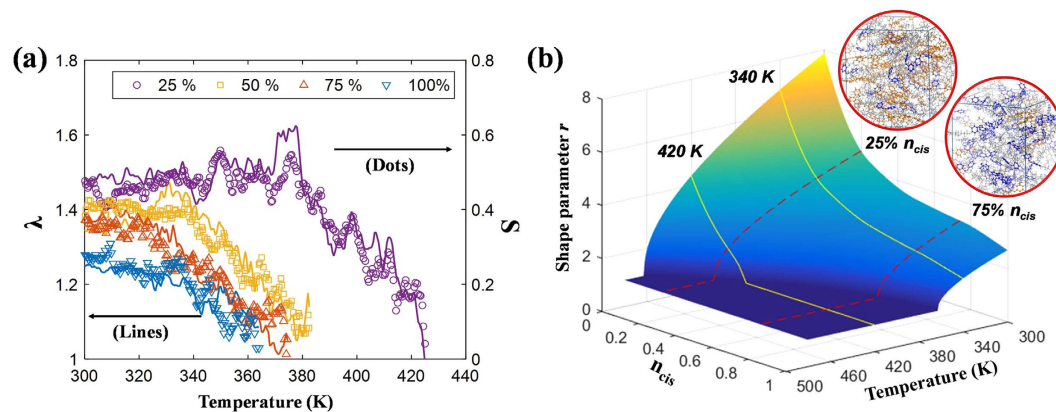 (a)
1.8
1.6
1.4
1.2
1
λ
25 % 50 % 75 % 100%
(Dots)
(Lines)
0.8
0.6
0.4
0.2
0
S
300 320 340 360 380 400 420 440
Temperature (K)
(b)
8
6
4
2
0
Shape parameter r
340 K
420 K
25% ncis
75% ncis
0
0.2
0.4
0.6
0.8
1
ncis
500
460
420
380
340
300
Temperature (K)